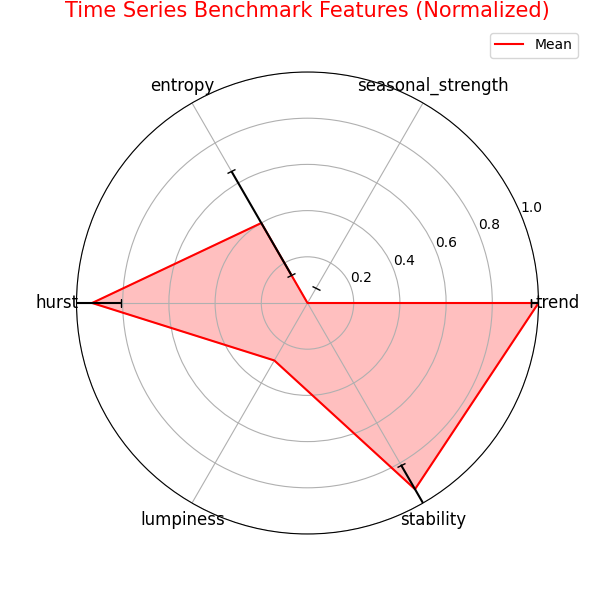 Time Series Benchmark Features (Normalized)
Mean
entropy
seasonal_strength
1.0
0.8
0.6
0.4
0.2
hurst
trend
lumpiness
stability